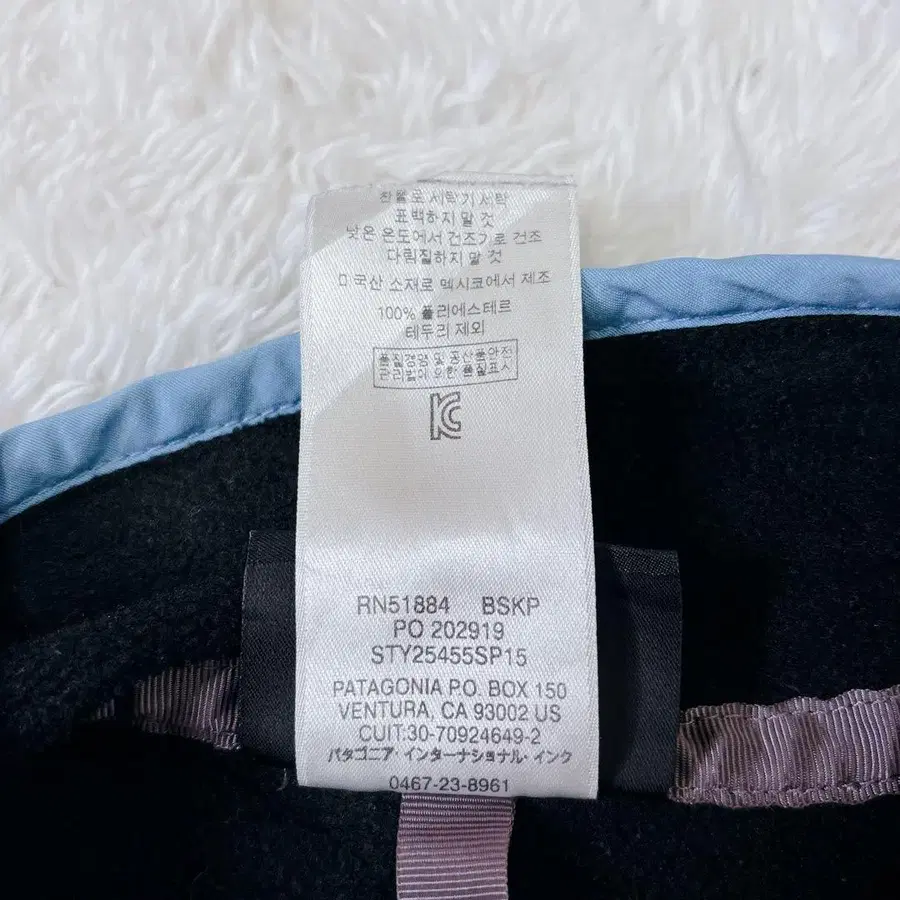 찬물로 세탁기 세탁
표백하지 말 것
낮은 온도에서 건조기로 건조
다림질하지 말 것
미국산 소재로 멕시코에서 제조
100% 폴리에스테르
테두리 제외
품질경영 및 공산품안전
관리법에 의한 품질표시
RN51884 BSKP
PO 202919
STY25455SP15
PATAGONIA P.O. BOX 150
VENTURA, CA 93002 US
CUIT:30-70924649-2
パタゴニア・インターナショナル・インク
0467-23-8961